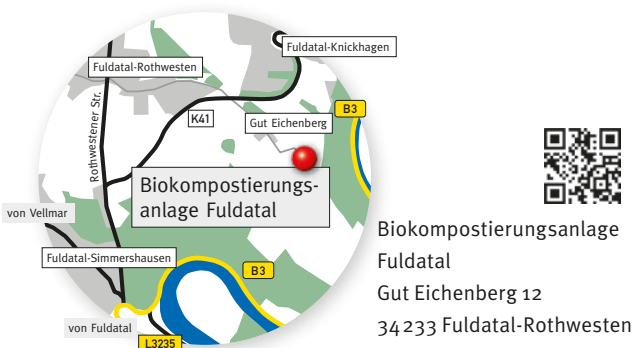 Fuldatal-Knickhagen
Fuldatal-Rothwesten
Rothwestener Str.
B3
K41
Gut Eichenberg
Biokompostierungs-
anlage Fuldatal
von Vellmar
Fuldatal-Simmershausen
B3
von Fuldatal
L3235
Biokompostierungsanlage
Fuldatal
Gut Eichenberg 12
34233 Fuldatal-Rothwesten